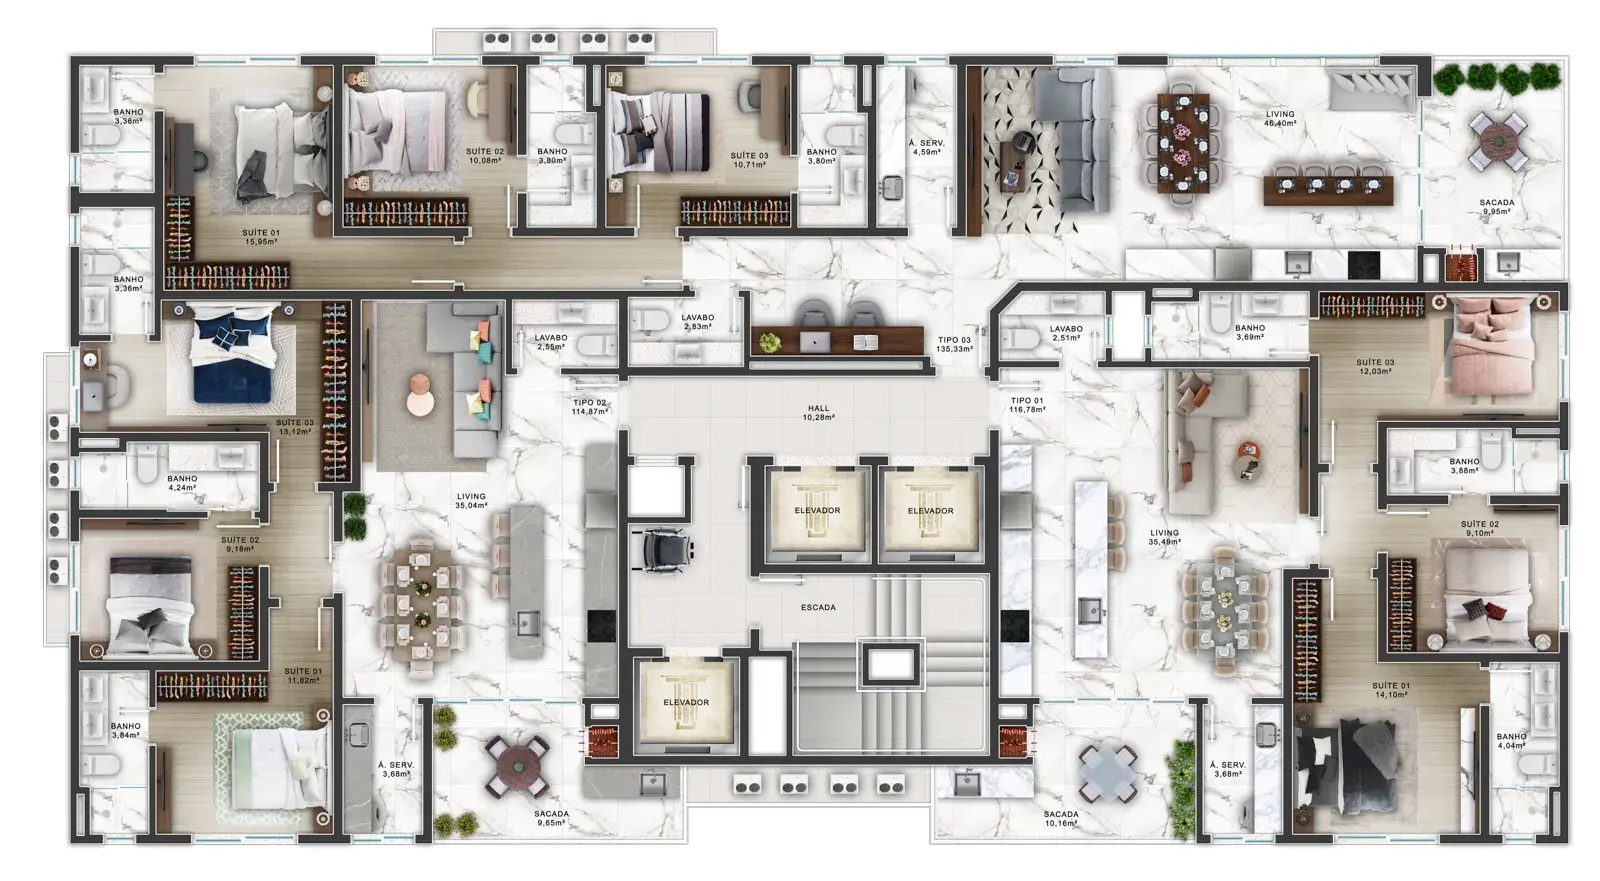 BANHO
3,36m²
SUÍTE 02
10,08m²
BANHO
3,80m²
SUÍTE 03
10,71m²
BANHO
3,80m²
Á. SERV.
4,59m²
LIVING
46,40m²
SACADA
9,95m²
SUÍTE 01
15,95m²
BANHO
3,36m²
LAVABO
2,83m²
LAVABO
2,55m²
TIPO 03
135,33m²
LAVABO
2,51m²
BANHO
3,69m²
SUÍTE 03
12,03m²
TIPO 02
114,87m²
HALL
10,28m²
TIPO 01
116,78m²
SUÍTE 03
13,12m²
BANHO
4,24m²
LIVING
35,04m²
ELEVADOR
ELEVADOR
LIVING
35,49m²
BANHO
3,88m²
SUÍTE 02
9,10m²
SUÍTE 02
9,18m²
ESCADA
SUÍTE 01
11,82m²
SUÍTE 01
14,10m²
ELEVADOR
BANHO
3,84m²
BANHO
4,04m²
Á. SERV.
3,68m²
Á. SERV.
3,68m²
SACADA
9,65m²
SACADA
10,16m²